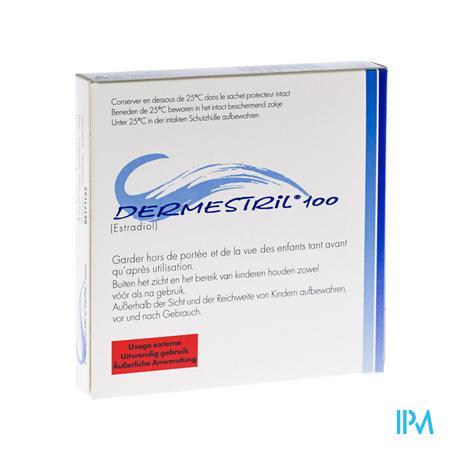 Conserver en dessous de 25°C dans le sachet protecteur intact
Beneden de 25°C bewaren in het intact beschermend zakje
Unter 25°C in der intakten Schutzhülle aufbewahren
DERMESTRIL® 100
(Estradiol)
Garder hors de portée et de la vue des enfants tant avant
qu'après utilisation.
Buiten het zicht en het bereik van kinderen houden zowel
vóór als na gebruik.
Außerhalb der Sicht und der Reichweite von Kindern aufbewahren,
vor und nach Gebrauch.
Usage externe
Uitwendig gebruik
Äußerliche Anwendung
DERMESTRIL® 100
BE171133
IPM